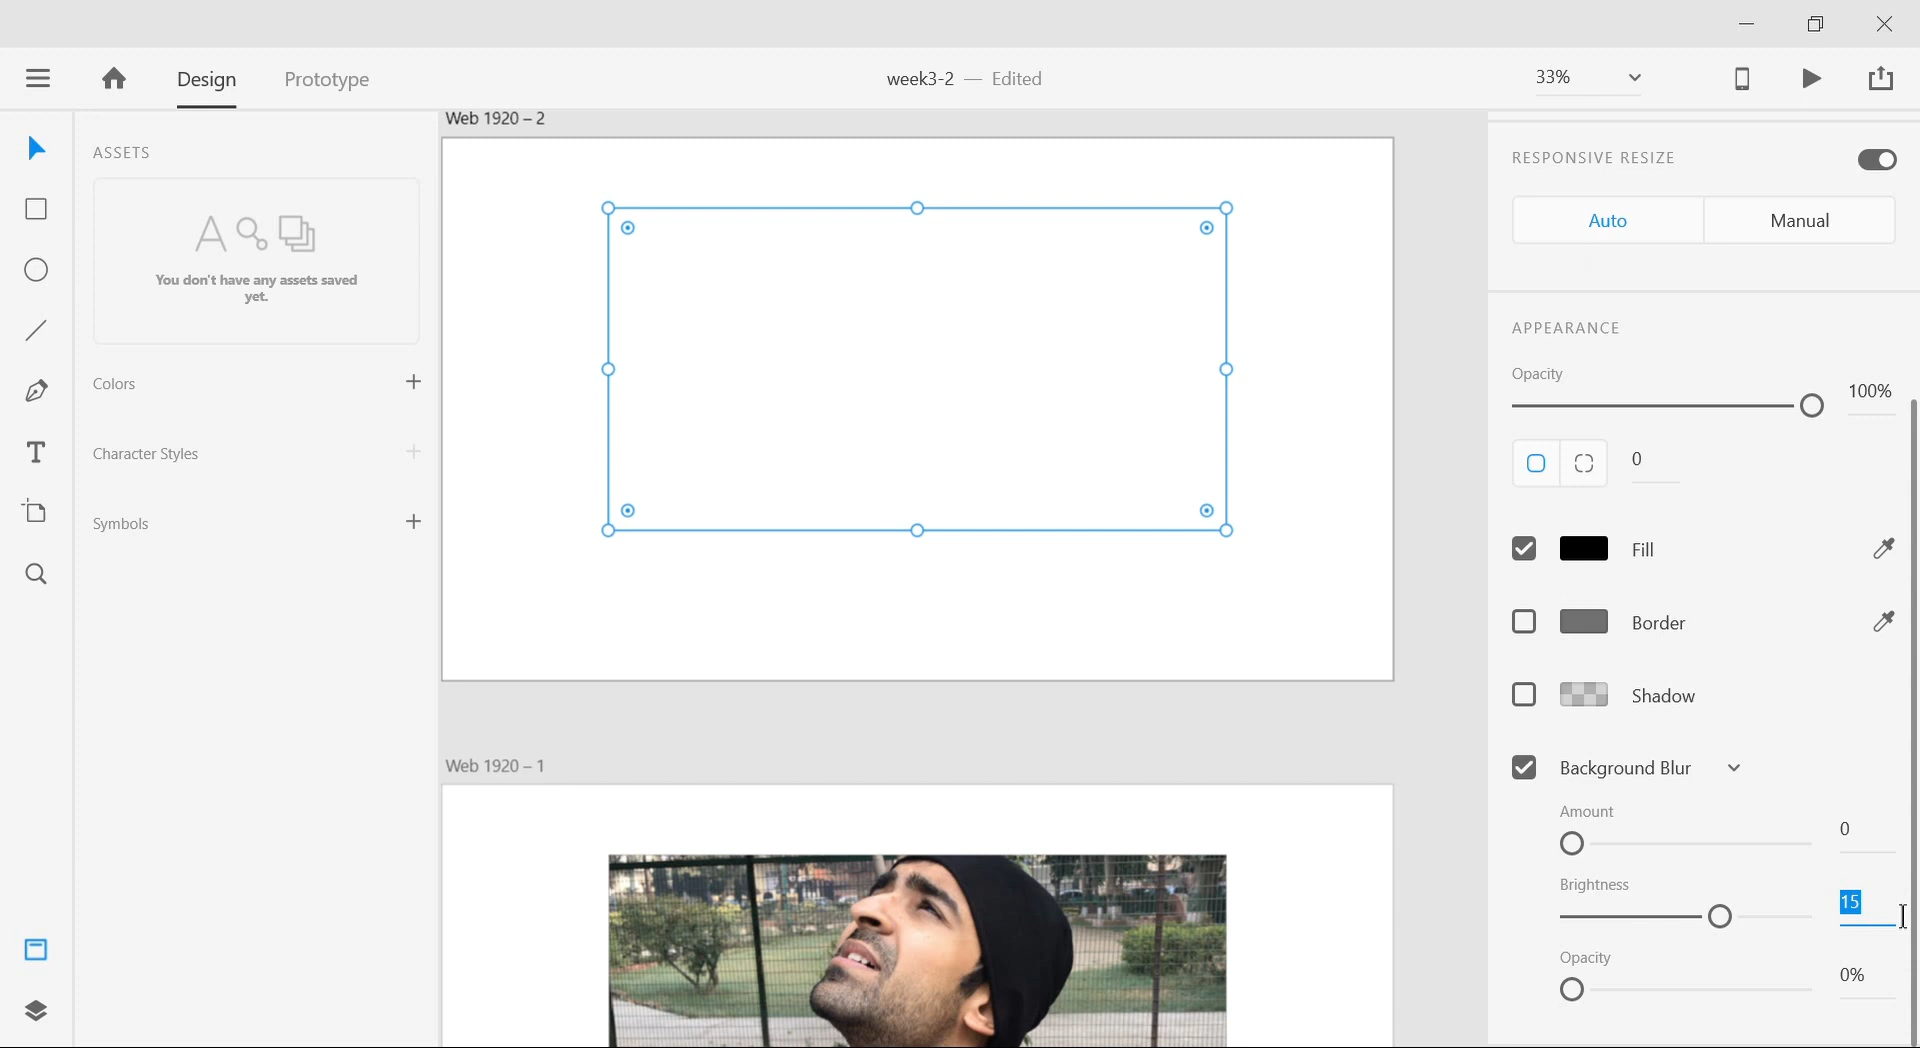 Design
Prototype
week3-2 — Edited
33%
ASSETS
You don't have any assets saved
yet.
Colors
Character Styles
Symbols
Web 1920 – 2
Web 1920 – 1
RESPONSIVE RESIZE
Auto
Manual
APPEARANCE
Opacity
100%
0
Fill
Border
Shadow
Background Blur
Amount
0
Brightness
15
Opacity
0%